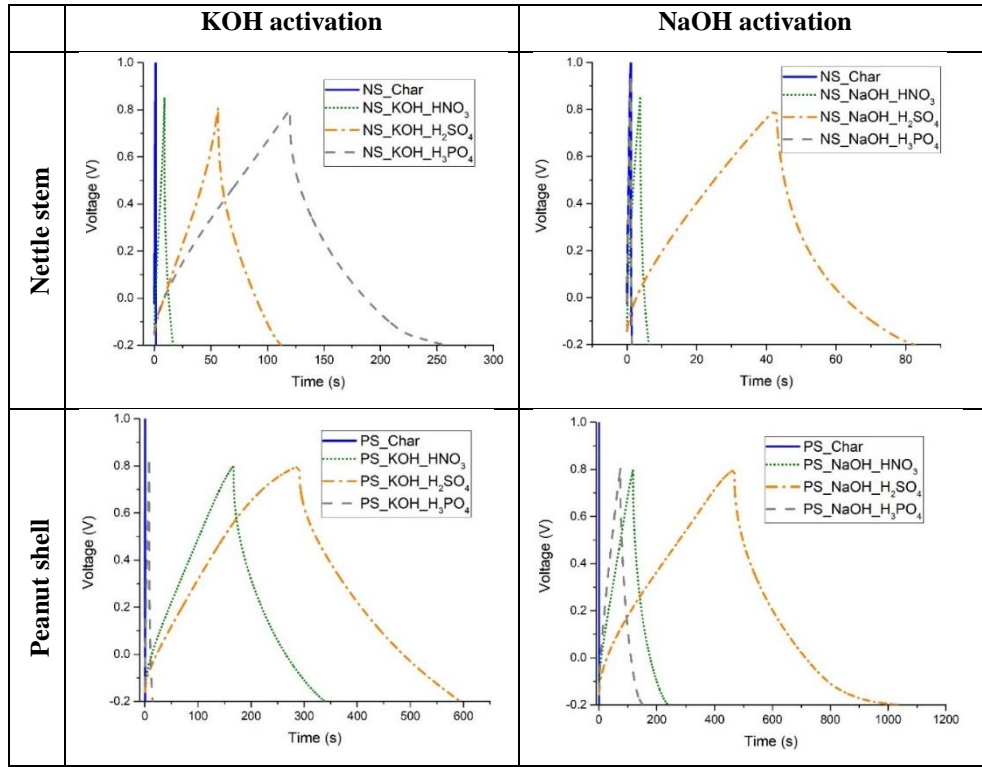 KOH activation
NaOH activation
Nettle stem
1.0
0.8
0.6
0.4
0.2
0.0
-0.2
Voltage (V)
NS_Char
NS_KOH_HNO₃
NS_KOH_H₂SO₄
NS_KOH_H₃PO₄
0 50 100 150 200 250 300
Time (s)
1.0
0.8
0.6
0.4
0.2
0.0
-0.2
Voltage (V)
NS_Char
NS_NaOH_HNO₃
NS_NaOH_H₂SO₄
NS_NaOH_H₃PO₄
0 20 40 60 80 100
Time (s)
Peanut shell
1.0
0.8
0.6
0.4
0.2
0.0
-0.2
Voltage (V)
PS_Char
PS_KOH_HNO₃
PS_KOH_H₂SO₄
PS_KOH_H₃PO₄
0 100 200 300 400 500 600
Time (s)
1.0
0.8
0.6
0.4
0.2
0.0
-0.2
Voltage (V)
PS_Char
PS_NaOH_HNO₃
PS_NaOH_H₂SO₄
PS_NaOH_H₃PO₄
0 200 400 600 800 1000 1200
Time (s)